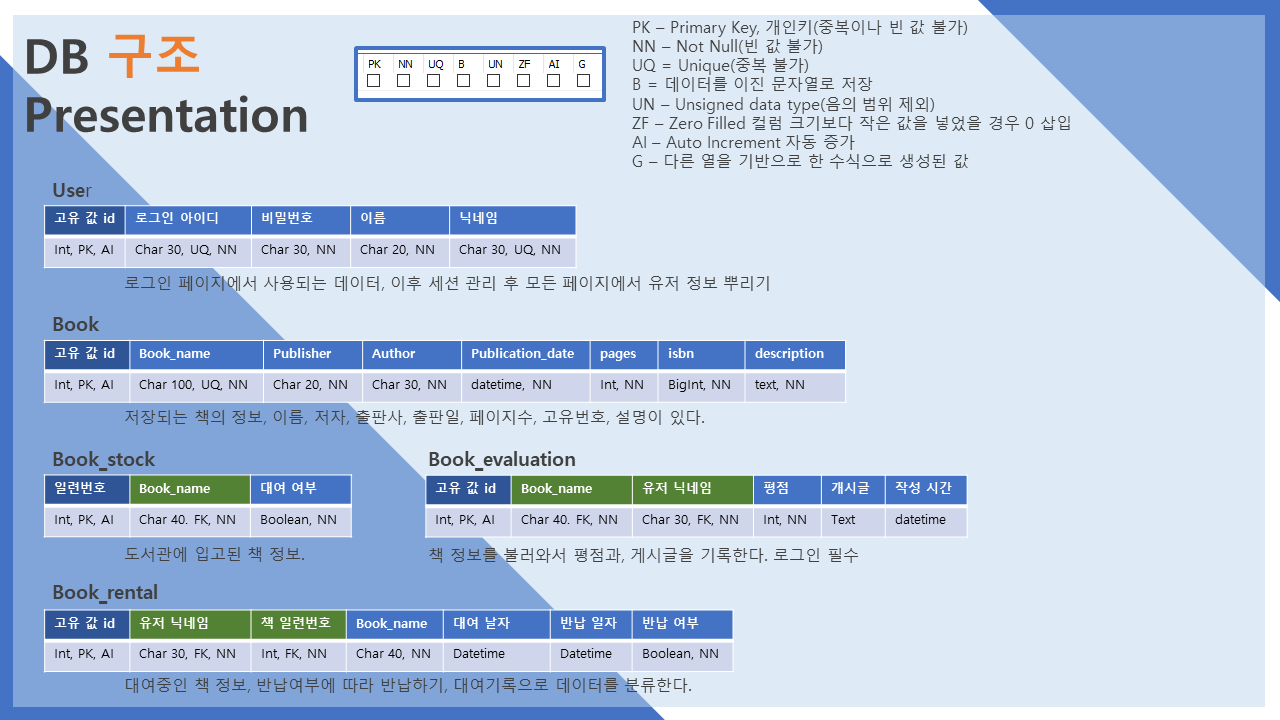 DB 구조
Presentation
PK NN UQ B UN ZF AI G
PK – Primary Key, 개인키(중복이나 빈 값 불가)
NN – Not Null(빈 값 불가)
UQ = Unique(중복 불가)
B = 데이터를 이진 문자열로 저장
UN – Unsigned data type(음의 범위 제외)
ZF – Zero Filled 컬럼 크기보다 작은 값을 넣었을 경우 0 삽입
AI – Auto Increment 자동 증가
G – 다른 열을 기반으로 한 수식으로 생성된 값
User
고유 값 id 로그인 아이디 비밀번호 이름 닉네임
Int, PK, AI Char 30, UQ, NN Char 30, NN Char 20, NN Char 30, UQ, NN
로그인 페이지에서 사용되는 데이터, 이후 세션 관리 후 모든 페이지에서 유저 정보 뿌리기
Book
고유 값 id Book_name Publisher Author Publication_date pages isbn description
Int, PK, AI Char 100, UQ, NN Char 20, NN Char 30, NN datetime, NN Int, NN BigInt, NN text, NN
저장되는 책의 정보, 이름, 저자, 출판사, 출판일, 페이지수, 고유번호, 설명이 있다.
Book_stock
일련번호 Book_name 대여 여부
Int, PK, AI Char 40. FK, NN Boolean, NN
도서관에 입고된 책 정보.
Book_evaluation
고유 값 id Book_name 유저 닉네임 평점 게시글 작성 시간
Int, PK, AI Char 40. FK, NN Char 30, FK, NN Int, NN Text datetime
책 정보를 불러와서 평점과, 게시글을 기록한다. 로그인 필수
Book_rental
고유 값 id 유저 닉네임 책 일련번호 Book_name 대여 날자 반납 일자 반납 여부
Int, PK, AI Char 30, FK, NN Int, FK, NN Char 40, NN Datetime Datetime Boolean, NN
대여중인 책 정보, 반납여부에 따라 반납하기, 대여기록으로 데이터를 분류한다.